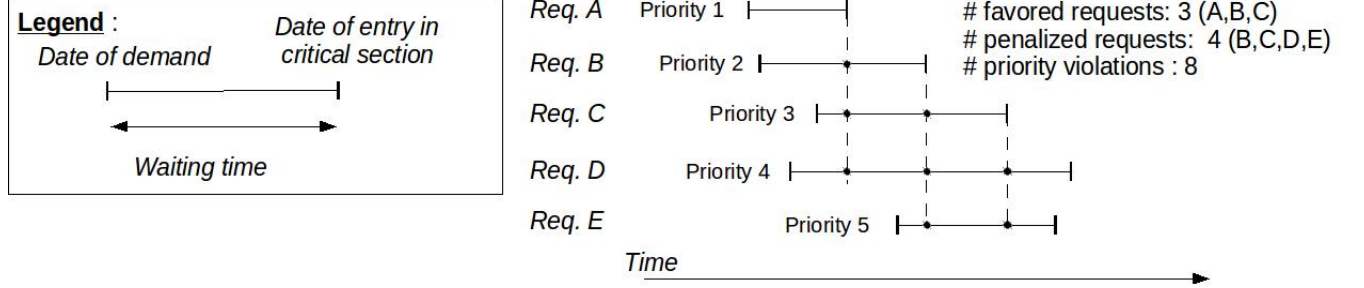 Legend :
Date of demand
Date of entry in
critical section
Waiting time
Req. A Priority 1
Req. B Priority 2
Req. C Priority 3
Req. D Priority 4
Req. E Priority 5
Time
# favored requests: 3 (A,B,C)
# penalized requests: 4 (B,C,D,E)
# priority violations : 8